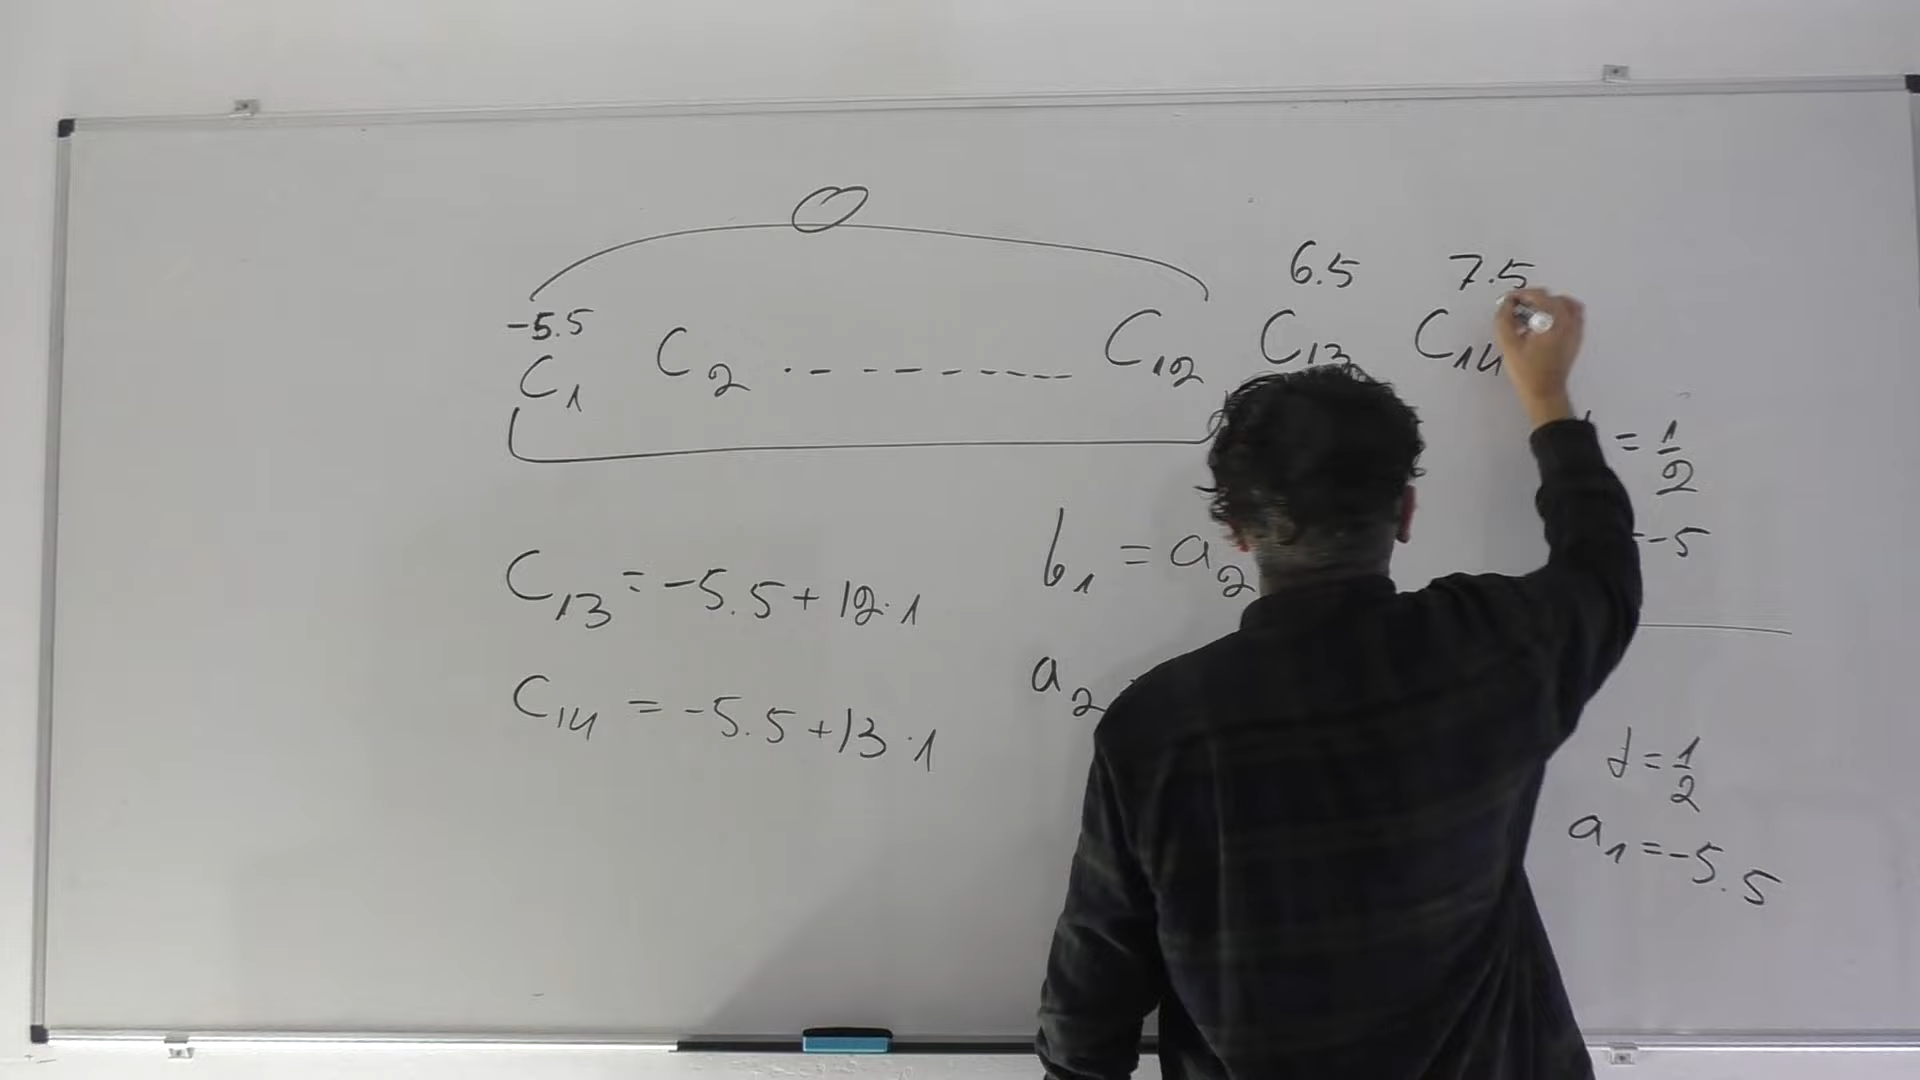 0
6.5 7.5
-5.5
C₁ C₂ . - - - - - - - - C₁₂ C₁₃ C₁₄
= 1/2
b₁ = a₂
- -5
C₁₃ = -5.5 + 12 · 1
a₂
C₁₄ = -5.5 + 13 · 1
d = 1/2
a₁ = -5.5